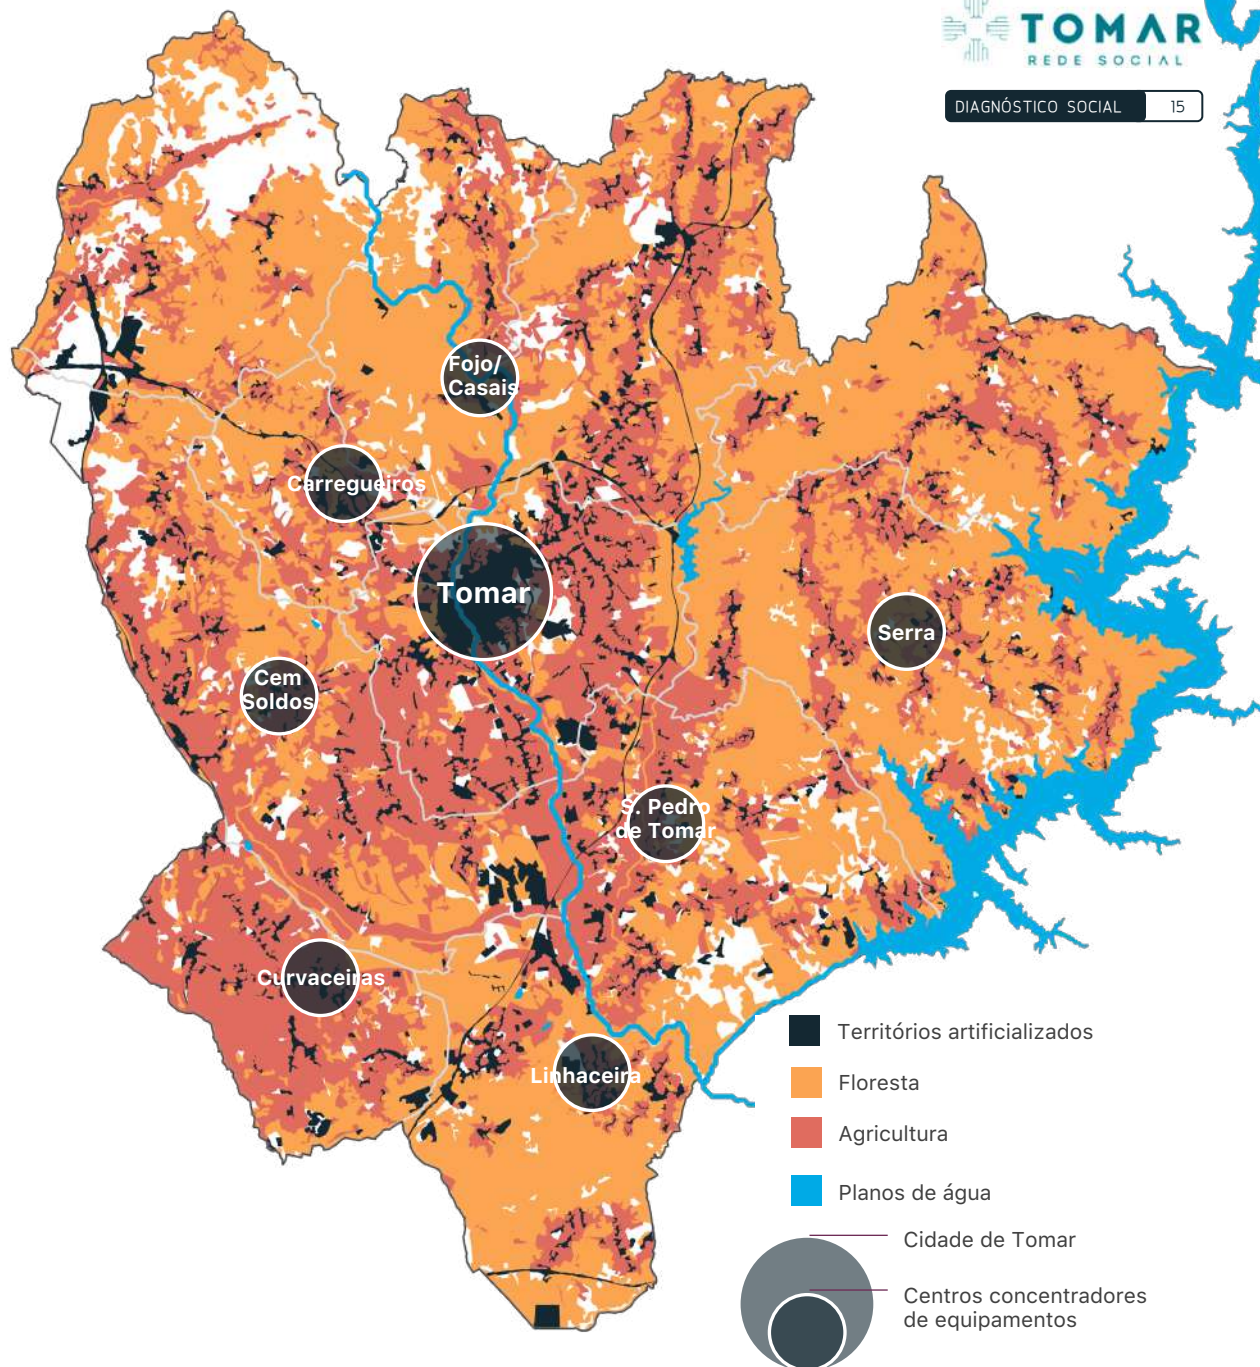 TOMAR
REDE SOCIAL
DIAGNÓSTICO SOCIAL 15
Fojo/
Casais
Carregueiros
Tomar
Serra
Cem
Soldos
S. Pedro
de Tomar
Curvaceiras
Linhaceira
Territórios artificializados
Floresta
Agricultura
Planos de água
Cidade de Tomar
Centros concentradores
de equipamentos